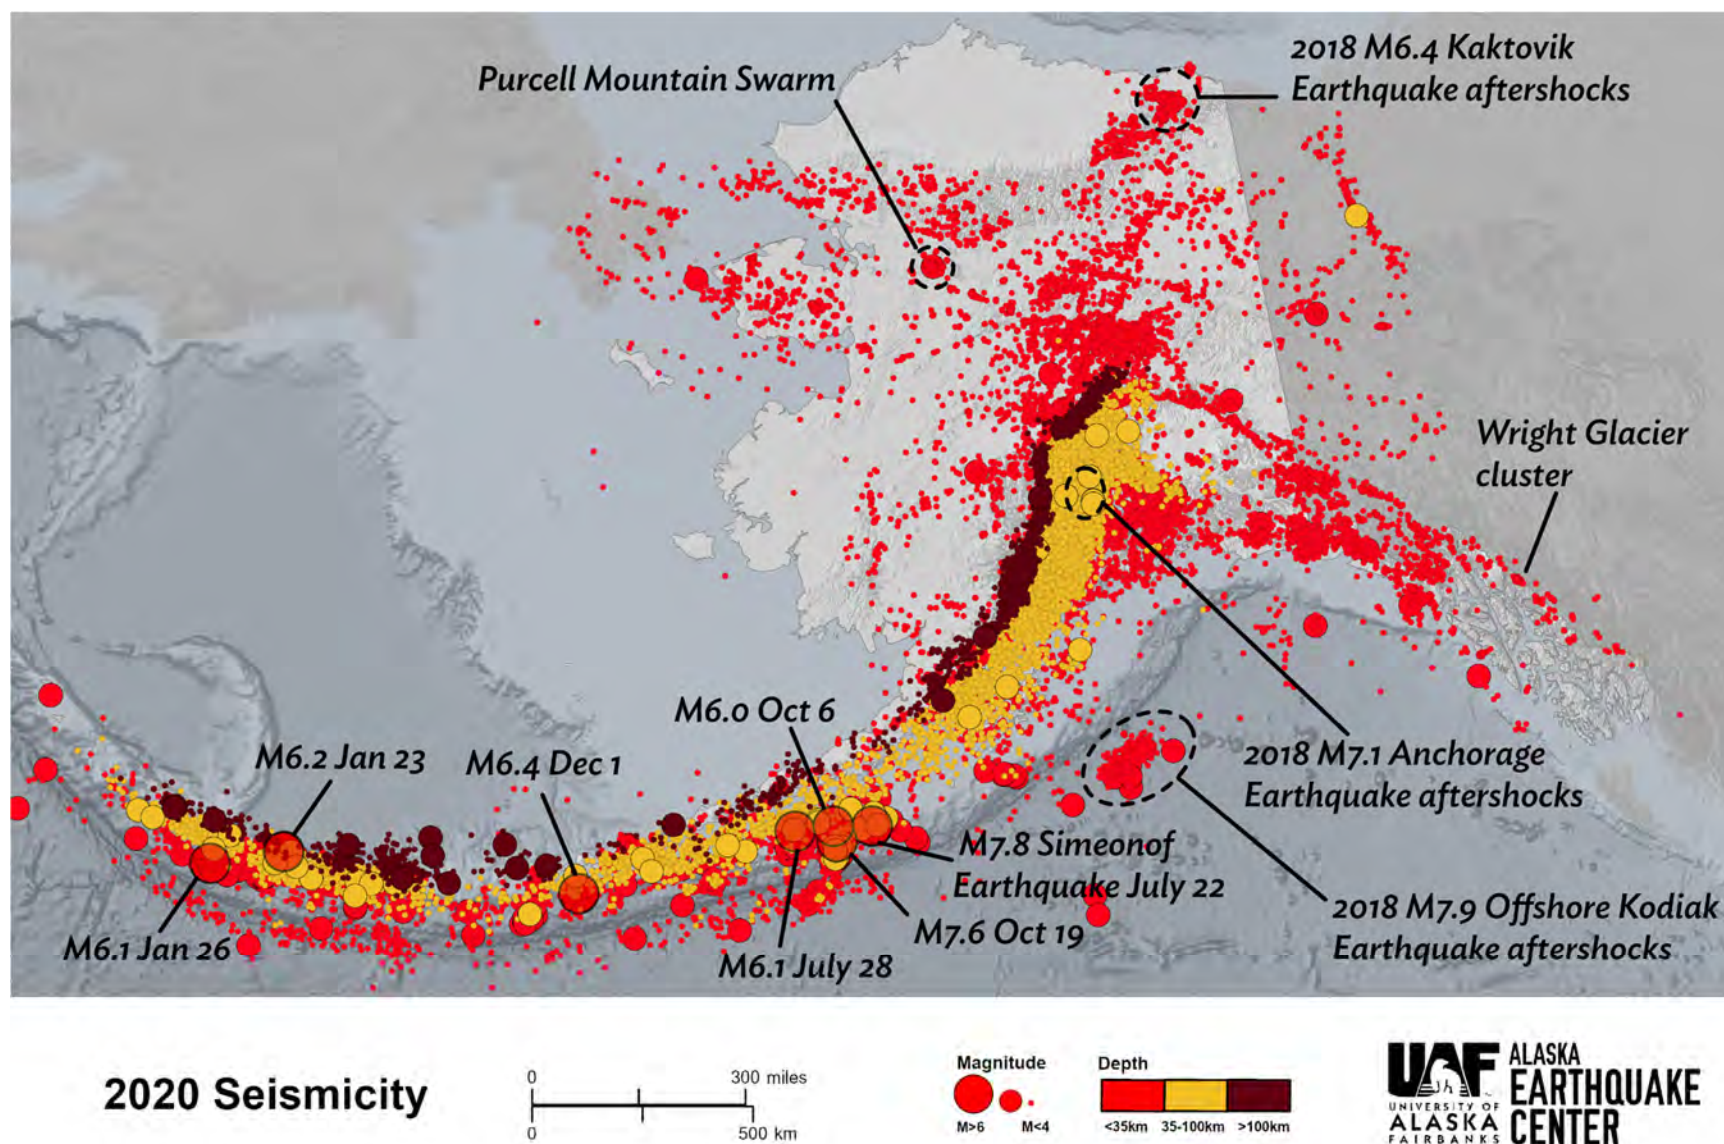 2018 M6.4 Kaktovik
Earthquake aftershocks
Purcell Mountain Swarm
Wright Glacier
cluster
M6.0 Oct 6
M6.2 Jan 23
M6.4 Dec 1
2018 M7.1 Anchorage
Earthquake aftershocks
M7.8 Simeonof
Earthquake July 22
2018 M7.9 Offshore Kodiak
Earthquake aftershocks
M6.1 Jan 26
M7.6 Oct 19
M6.1 July 28
2020 Seismicity
0 300 miles
0 500 km
Magnitude
M>6 M<4
Depth
<35km 35-100km >100km
UAF
UNIVERSITY OF
ALASKA
FAIRBANKS
ALASKA
EARTHQUAKE
CENTER